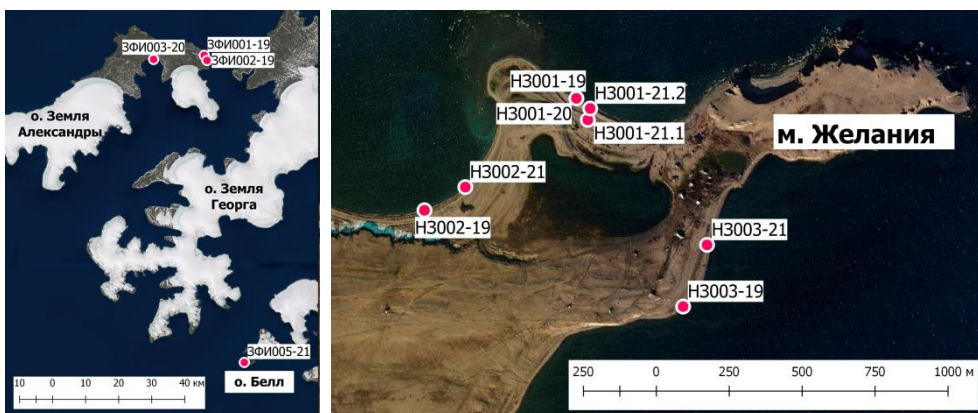 ЗФИ003-20
ЗФИ001-19
ЗФИ002-19
о. Земля
Александры
о. Земля
Георга
ЗФИ005-21
о. Белл
10 0 10 20 30 40 км
НЗ001-19
НЗ001-21.2
НЗ001-20
НЗ001-21.1
м. Желания
НЗ002-21
НЗ002-19
НЗ003-21
НЗ003-19
250 0 250 500 750 1000 м